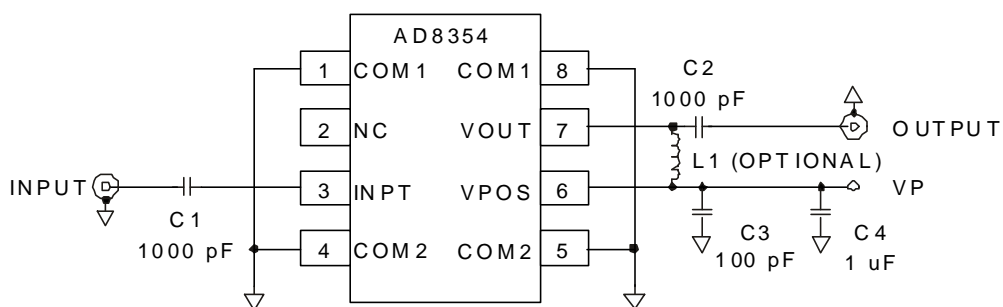 AD8354
1 COM1 COM1 8
2 NC VOUT 7
3 INPT VPOS 6
4 COM2 COM2 5
INPUT
C1
1000 pF
C2
1000 pF
OUTPUT
L1 (OPTIONAL)
VP
C3
100 pF
C4
1 uF